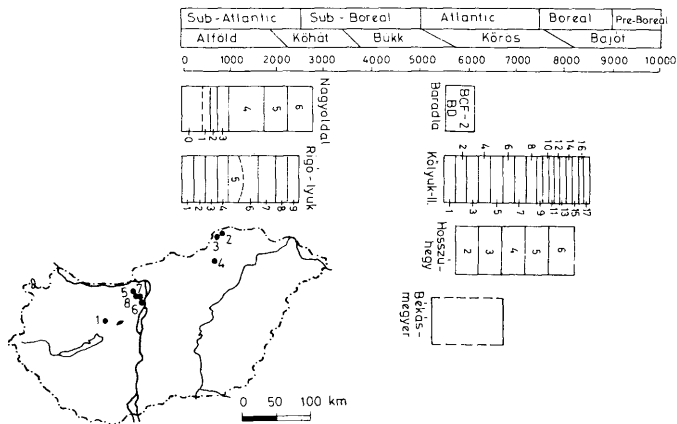 Sub-Atlantic Sub-Boreal Atlantic Boreal Pre-Boreal
Alföld Kőhát Bükk Körös Bajót
0 1000 2000 3000 4000 5000 6000 7000 8000 9000 10000
Nagyoldal
0 1 2 3 4 5 6
Rigó-lyuk
1 2 3 4 5 6 7 8 9
Baradla
BCF-2
BD
Kőlyuk-II.
2 4 6 8 10 12 14 16
1 3 5 7 9 11 13 15 17
Hosszú-
hegy
2 3 4 5 6
Békás-
megyer
3 2
4
5 7
8 6
1
0 50 100 km